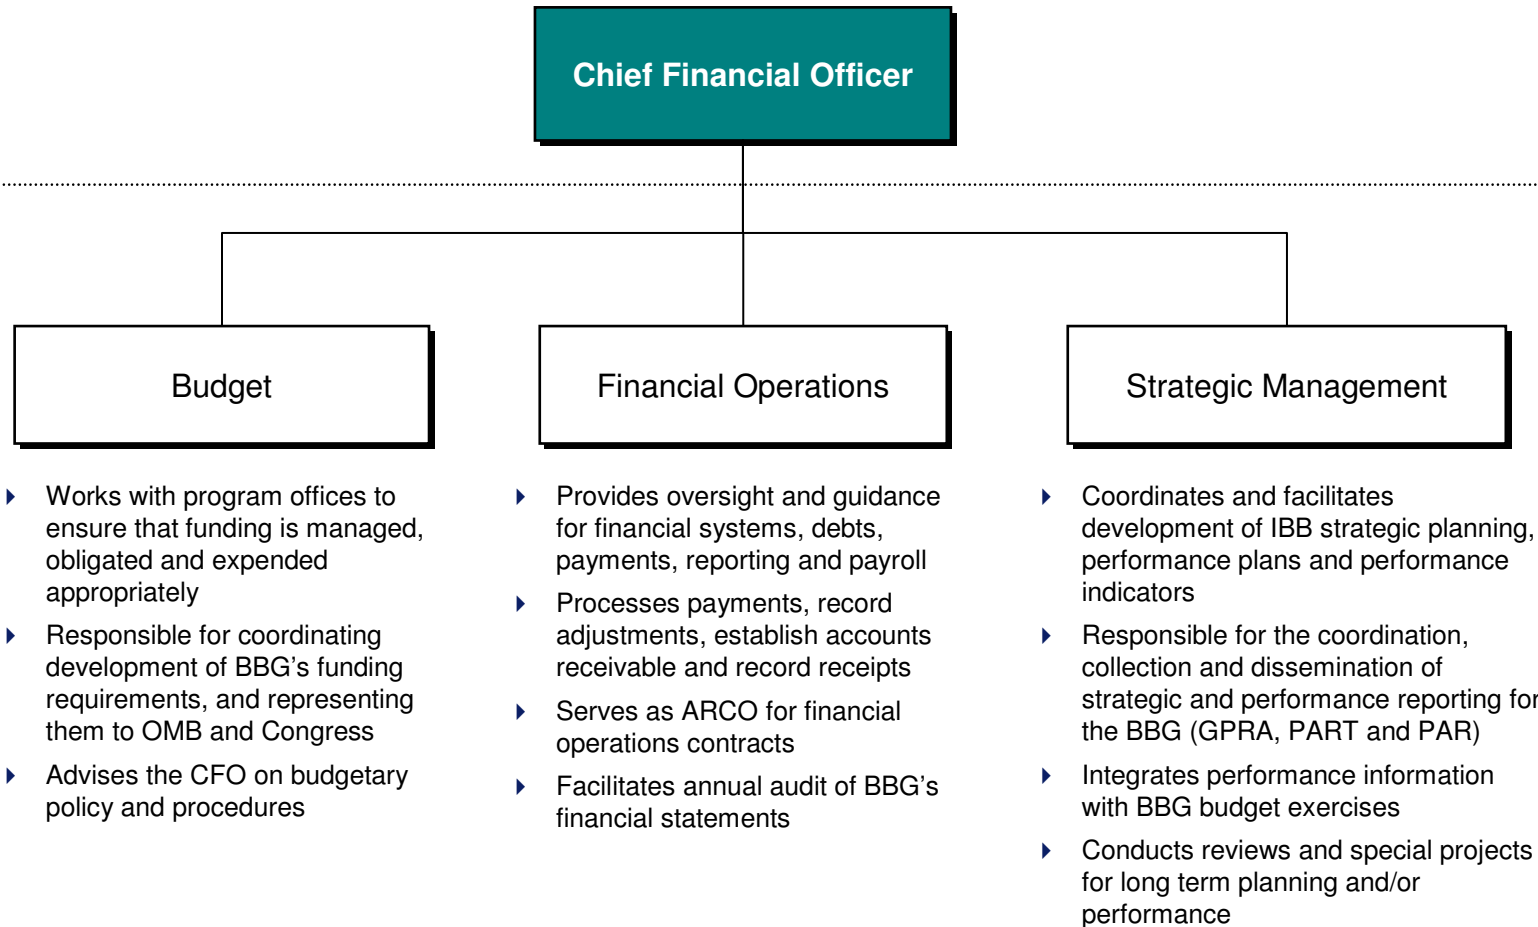 Chief Financial Officer
Budget
Works with program offices to
ensure that funding is managed,
obligated and expended
appropriately
Responsible for coordinating
development of BBG's funding
requirements, and representing
them to OMB and Congress
Advises the CFO on budgetary
policy and procedures
Financial Operations
Provides oversight and guidance
for financial systems, debts,
payments, reporting and payroll
Processes payments, record
adjustments, establish accounts
receivable and record receipts
Serves as ARCO for financial
operations contracts
Facilitates annual audit of BBG's
financial statements
Strategic Management
Coordinates and facilitates
development of IBB strategic planning,
performance plans and performance
indicators
Responsible for the coordination,
collection and dissemination of
strategic and performance reporting for
the BBG (GPRA, PART and PAR)
Integrates performance information
with BBG budget exercises
Conducts reviews and special projects
for long term planning and/or
performance